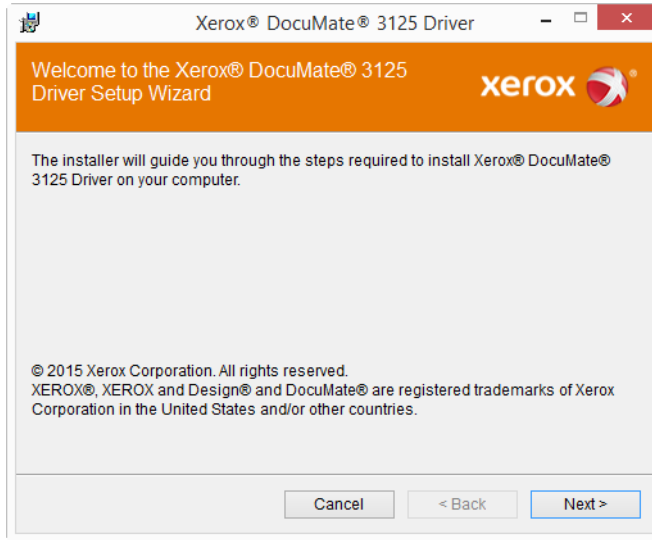 Xerox® DocuMate® 3125 Driver
Welcome to the Xerox® DocuMate® 3125
Driver Setup Wizard
xerox
The installer will guide you through the steps required to install Xerox® DocuMate®
3125 Driver on your computer.
© 2015 Xerox Corporation. All rights reserved.
XEROX®, XEROX and Design® and DocuMate® are registered trademarks of Xerox
Corporation in the United States and/or other countries.
Cancel
< Back
Next >